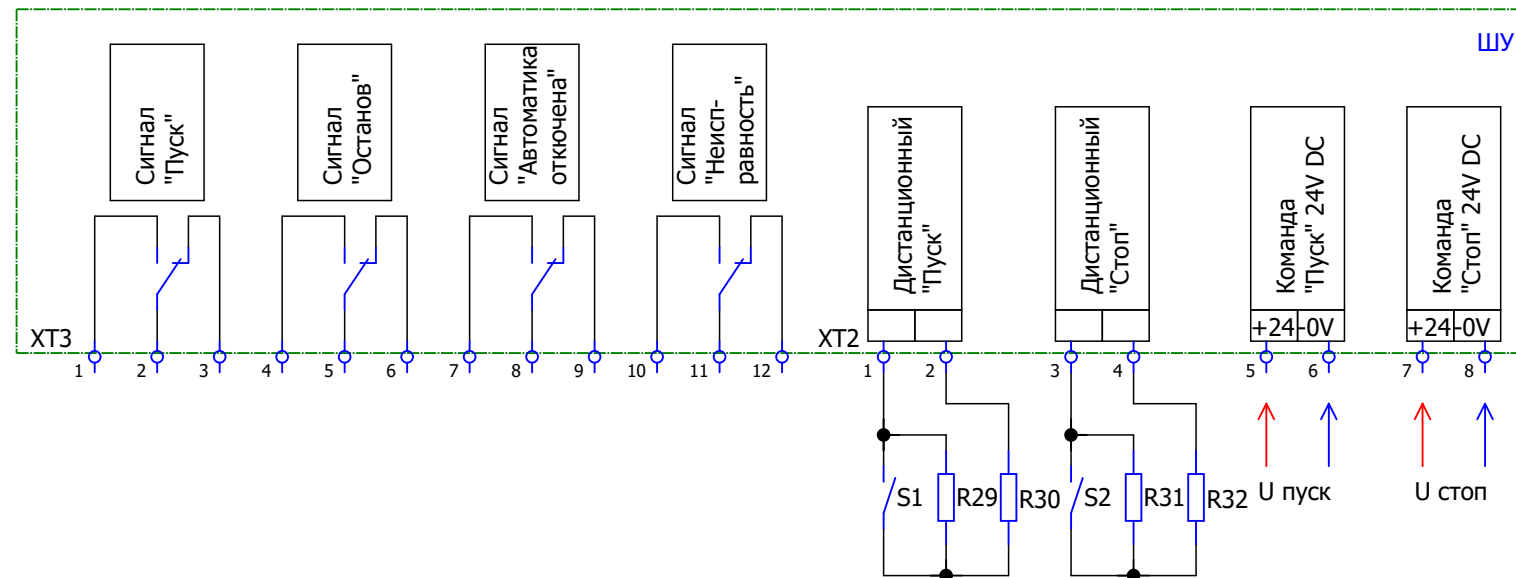 ШУ
Сигнал
"Пуск"
Сигнал
"Останов"
Сигнал
"Автоматика
откючена"
Сигнал
"Неисп-
равность"
Дистанционный
"Пуск"
Дистанционный
"Стоп"
Команда
"Пуск" 24V DC
Команда
"Стоп" 24V DC
+24 -0V
+24 -0V
XT3
XT2
1 2 3 4 5 6 7 8 9 10 11 12
1 2 3 4 5 6 7 8
S1 R29 R30
S2 R31 R32
U пуск
U стоп